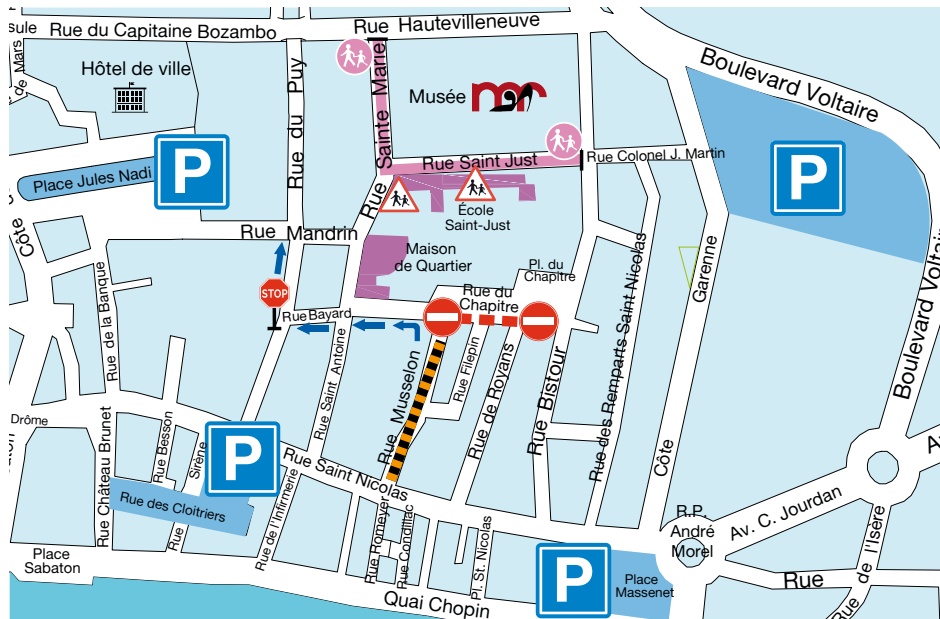 Rue du Capitaine Bozambo
Rue Hautevilleneuve
Boulevard Voltaire
sule
de Mars
Hôtel de ville
Rue du Puy
Rue Sainte Marie
Musée
P
Place Jules Nadi
Rue Saint Just
Rue Colonel J. Martin
P
École
Saint-Just
Côte
Rue Mandrin
Maison
de Quartier
Pl. du
Chapitre
Rue du
Chapitre
STOP
Rue Bayard
Rue de la Banque
Rue Saint Antoine
Rue Musselon
Rue Filepin
Rue de Royans
Rue Bistour
Rue des Remparts Saint Nicolas
Côte Garenne
Boulevard Voltaire
Drôme
Rue Château Brunet
Rue Besson
Rue Sirène
P
Rue Saint Nicolas
Rue des Cloitriers
Rue de l'Infirmerie
Rue Romeyer
Rue Condillac
Pl. St. Nicolas
R.P.
André
Morel
Av. C. Jourdan
Place
Sabaton
Quai Chopin
P
Place
Massenet
Rue
Rue de l'Isère